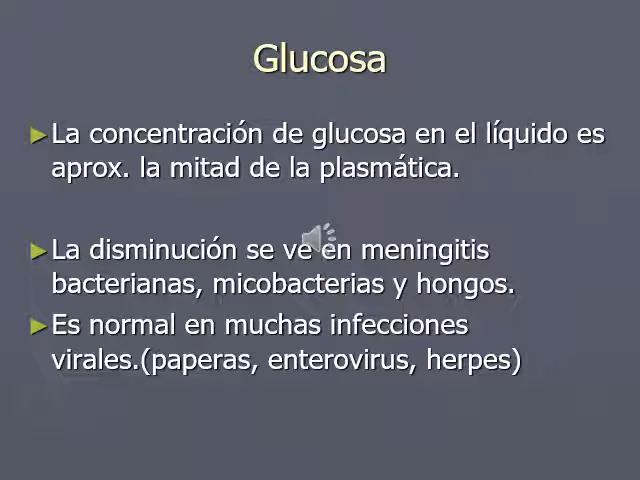 Glucosa
La concentración de glucosa en el líquido es
aprox. la mitad de la plasmática.
La disminución se ve en meningitis
bacterianas, micobacterias y hongos.
Es normal en muchas infecciones
virales.(paperas, enterovirus, herpes)